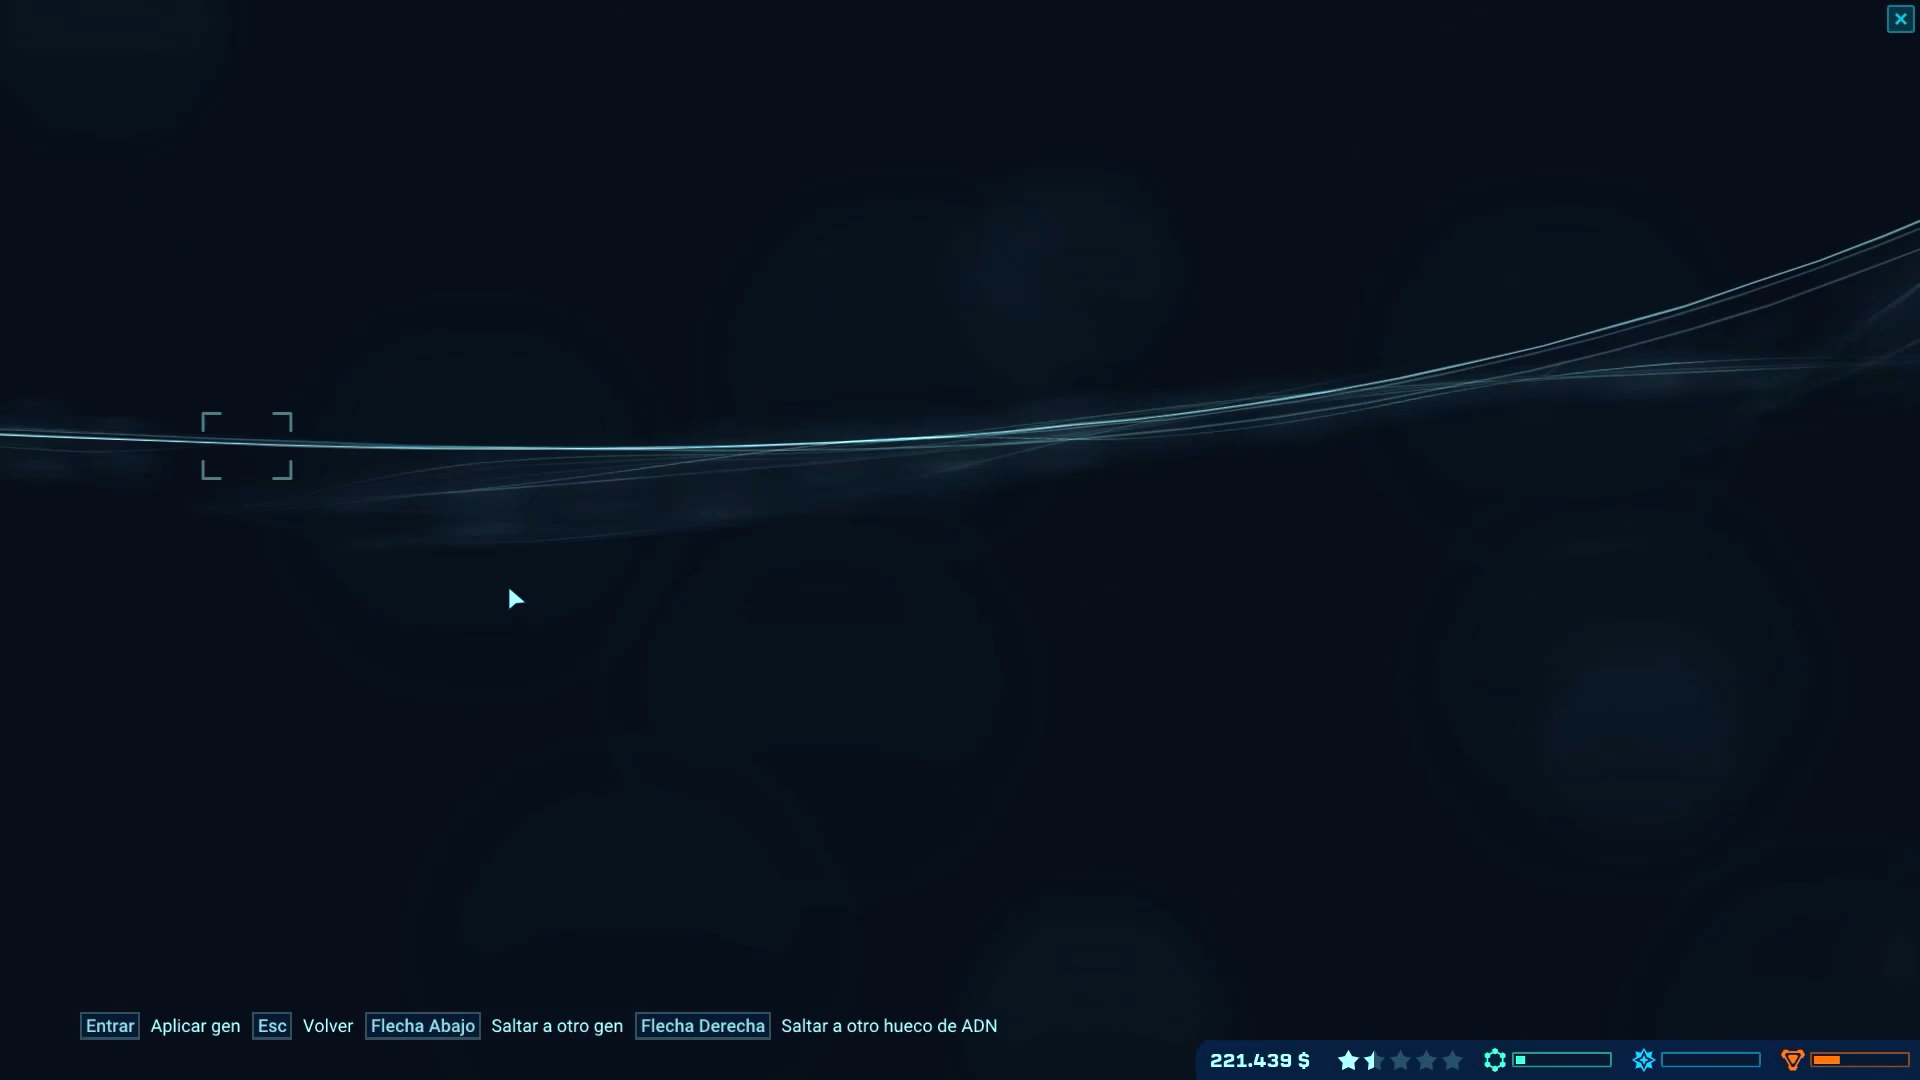 Entrar Aplicar gen Esc Volver Flecha Abajo Saltar a otro gen Flecha Derecha Saltar a otro hueco de ADN
221.439 $